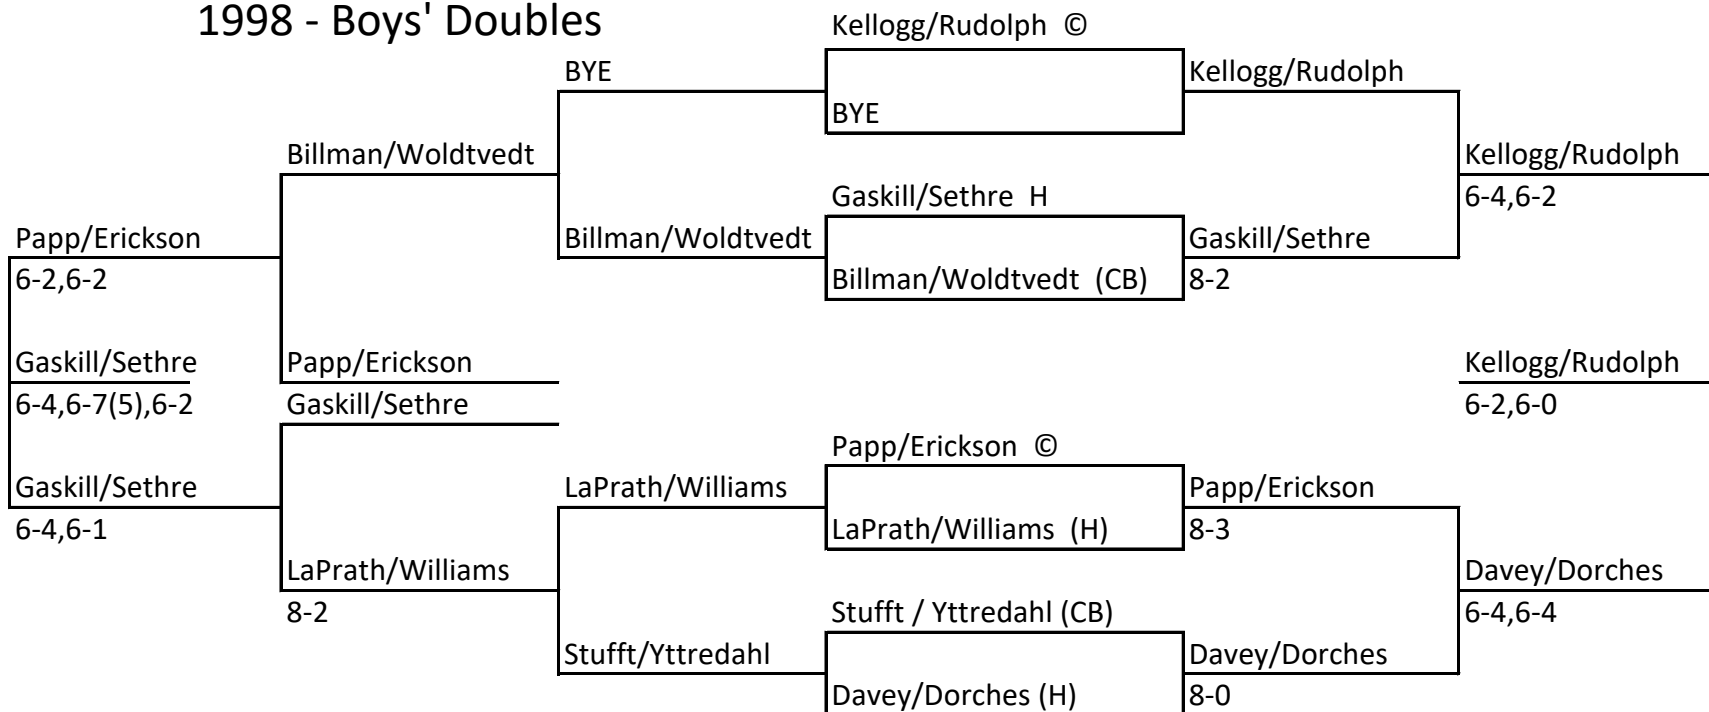 1998 - Boys' Doubles
Kellogg/Rudolph ©
BYE
Kellogg/Rudolph
BYE
Billman/Woldtvedt
Kellogg/Rudolph
Gaskill/Sethre H
6-4,6-2
Papp/Erickson
Billman/Woldtvedt
Gaskill/Sethre
6-2,6-2
Billman/Woldtvedt (CB)
8-2
Gaskill/Sethre
Papp/Erickson
Kellogg/Rudolph
6-4,6-7(5),6-2
Gaskill/Sethre
6-2,6-0
Papp/Erickson ©
Gaskill/Sethre
LaPrath/Williams
Papp/Erickson
6-4,6-1
LaPrath/Williams (H)
8-3
LaPrath/Williams
Davey/Dorches
8-2
Stufft / Yttredahl (CB)
6-4,6-4
Stufft/Yttredahl
Davey/Dorches
Davey/Dorches (H)
8-0